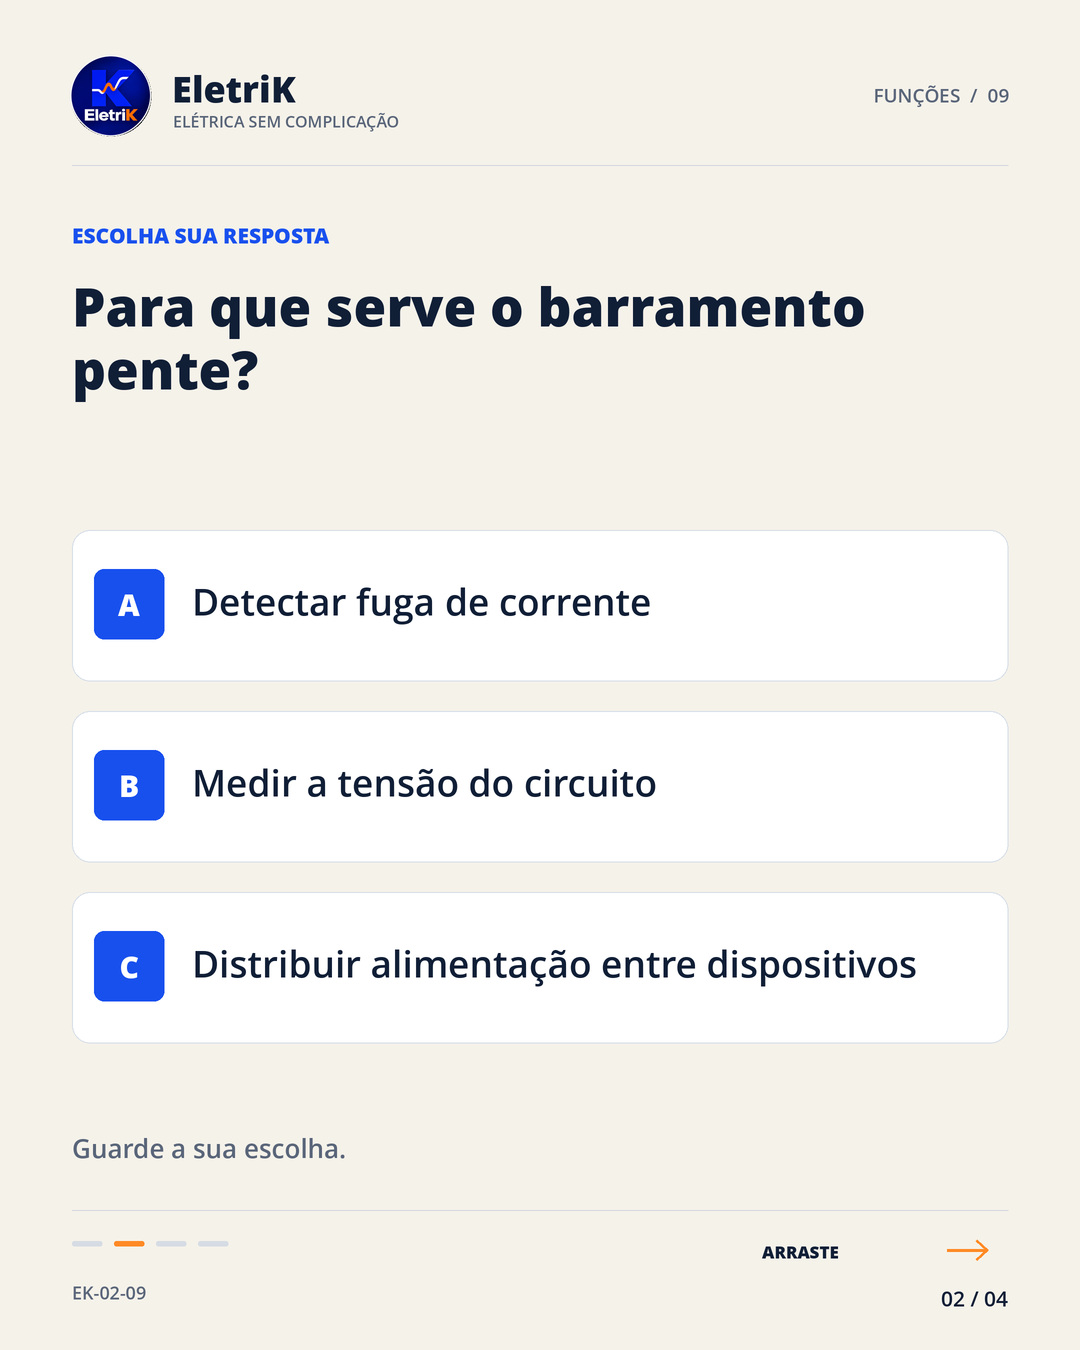 EletriK
EletriK
ELÉTRICA SEM COMPLICAÇÃO
FUNÇÕES / 09
ESCOLHA SUA RESPOSTA
Para que serve o barramento
pente?
A Detectar fuga de corrente
B Medir a tensão do circuito
C Distribuir alimentação entre dispositivos
Guarde a sua escolha.
ARRASTE
EK-02-09
02 / 04